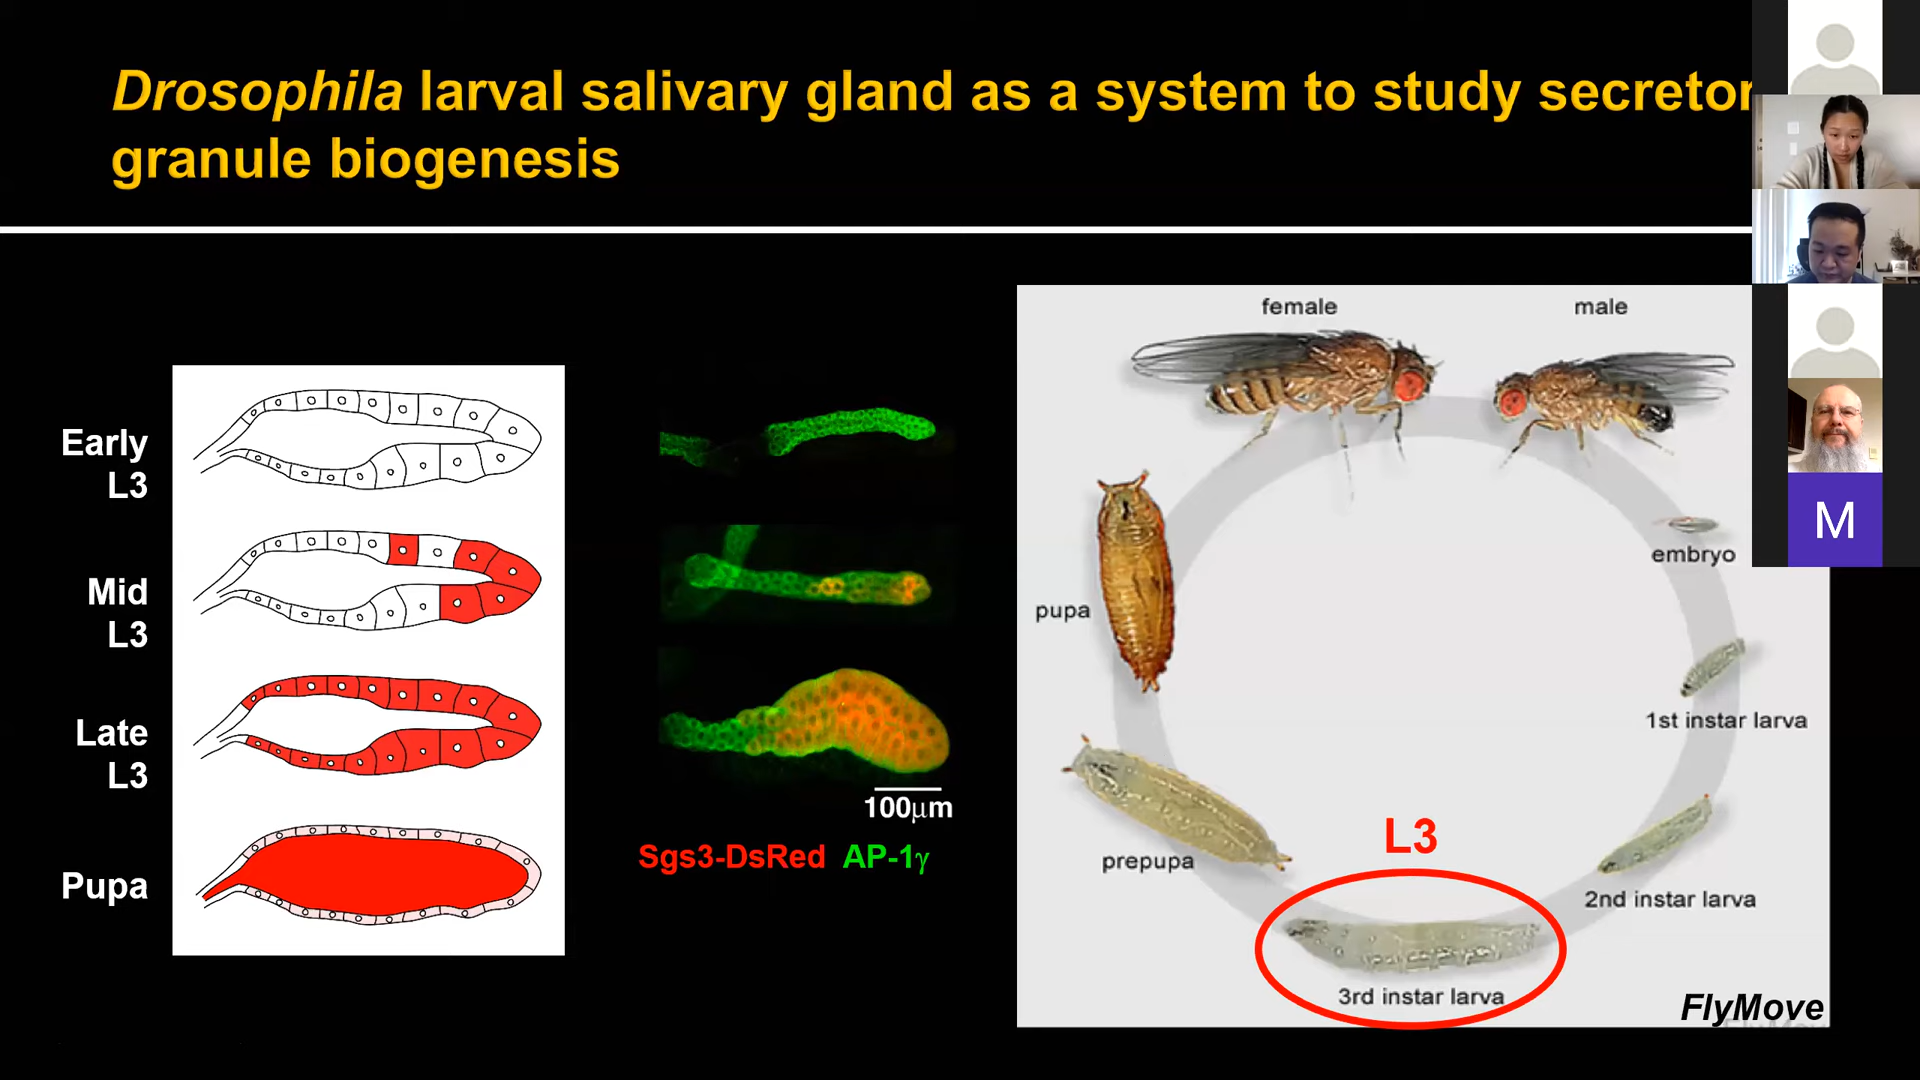 Drosophila larval salivary gland as a system to study secretor
granule biogenesis
Early
L3
Mid
L3
Late
L3
Pupa
100μm
Sgs3-DsRed AP-1γ
female
male
embryo
1st instar larva
2nd instar larva
L3
3rd instar larva
prepupa
pupa
FlyMove
M